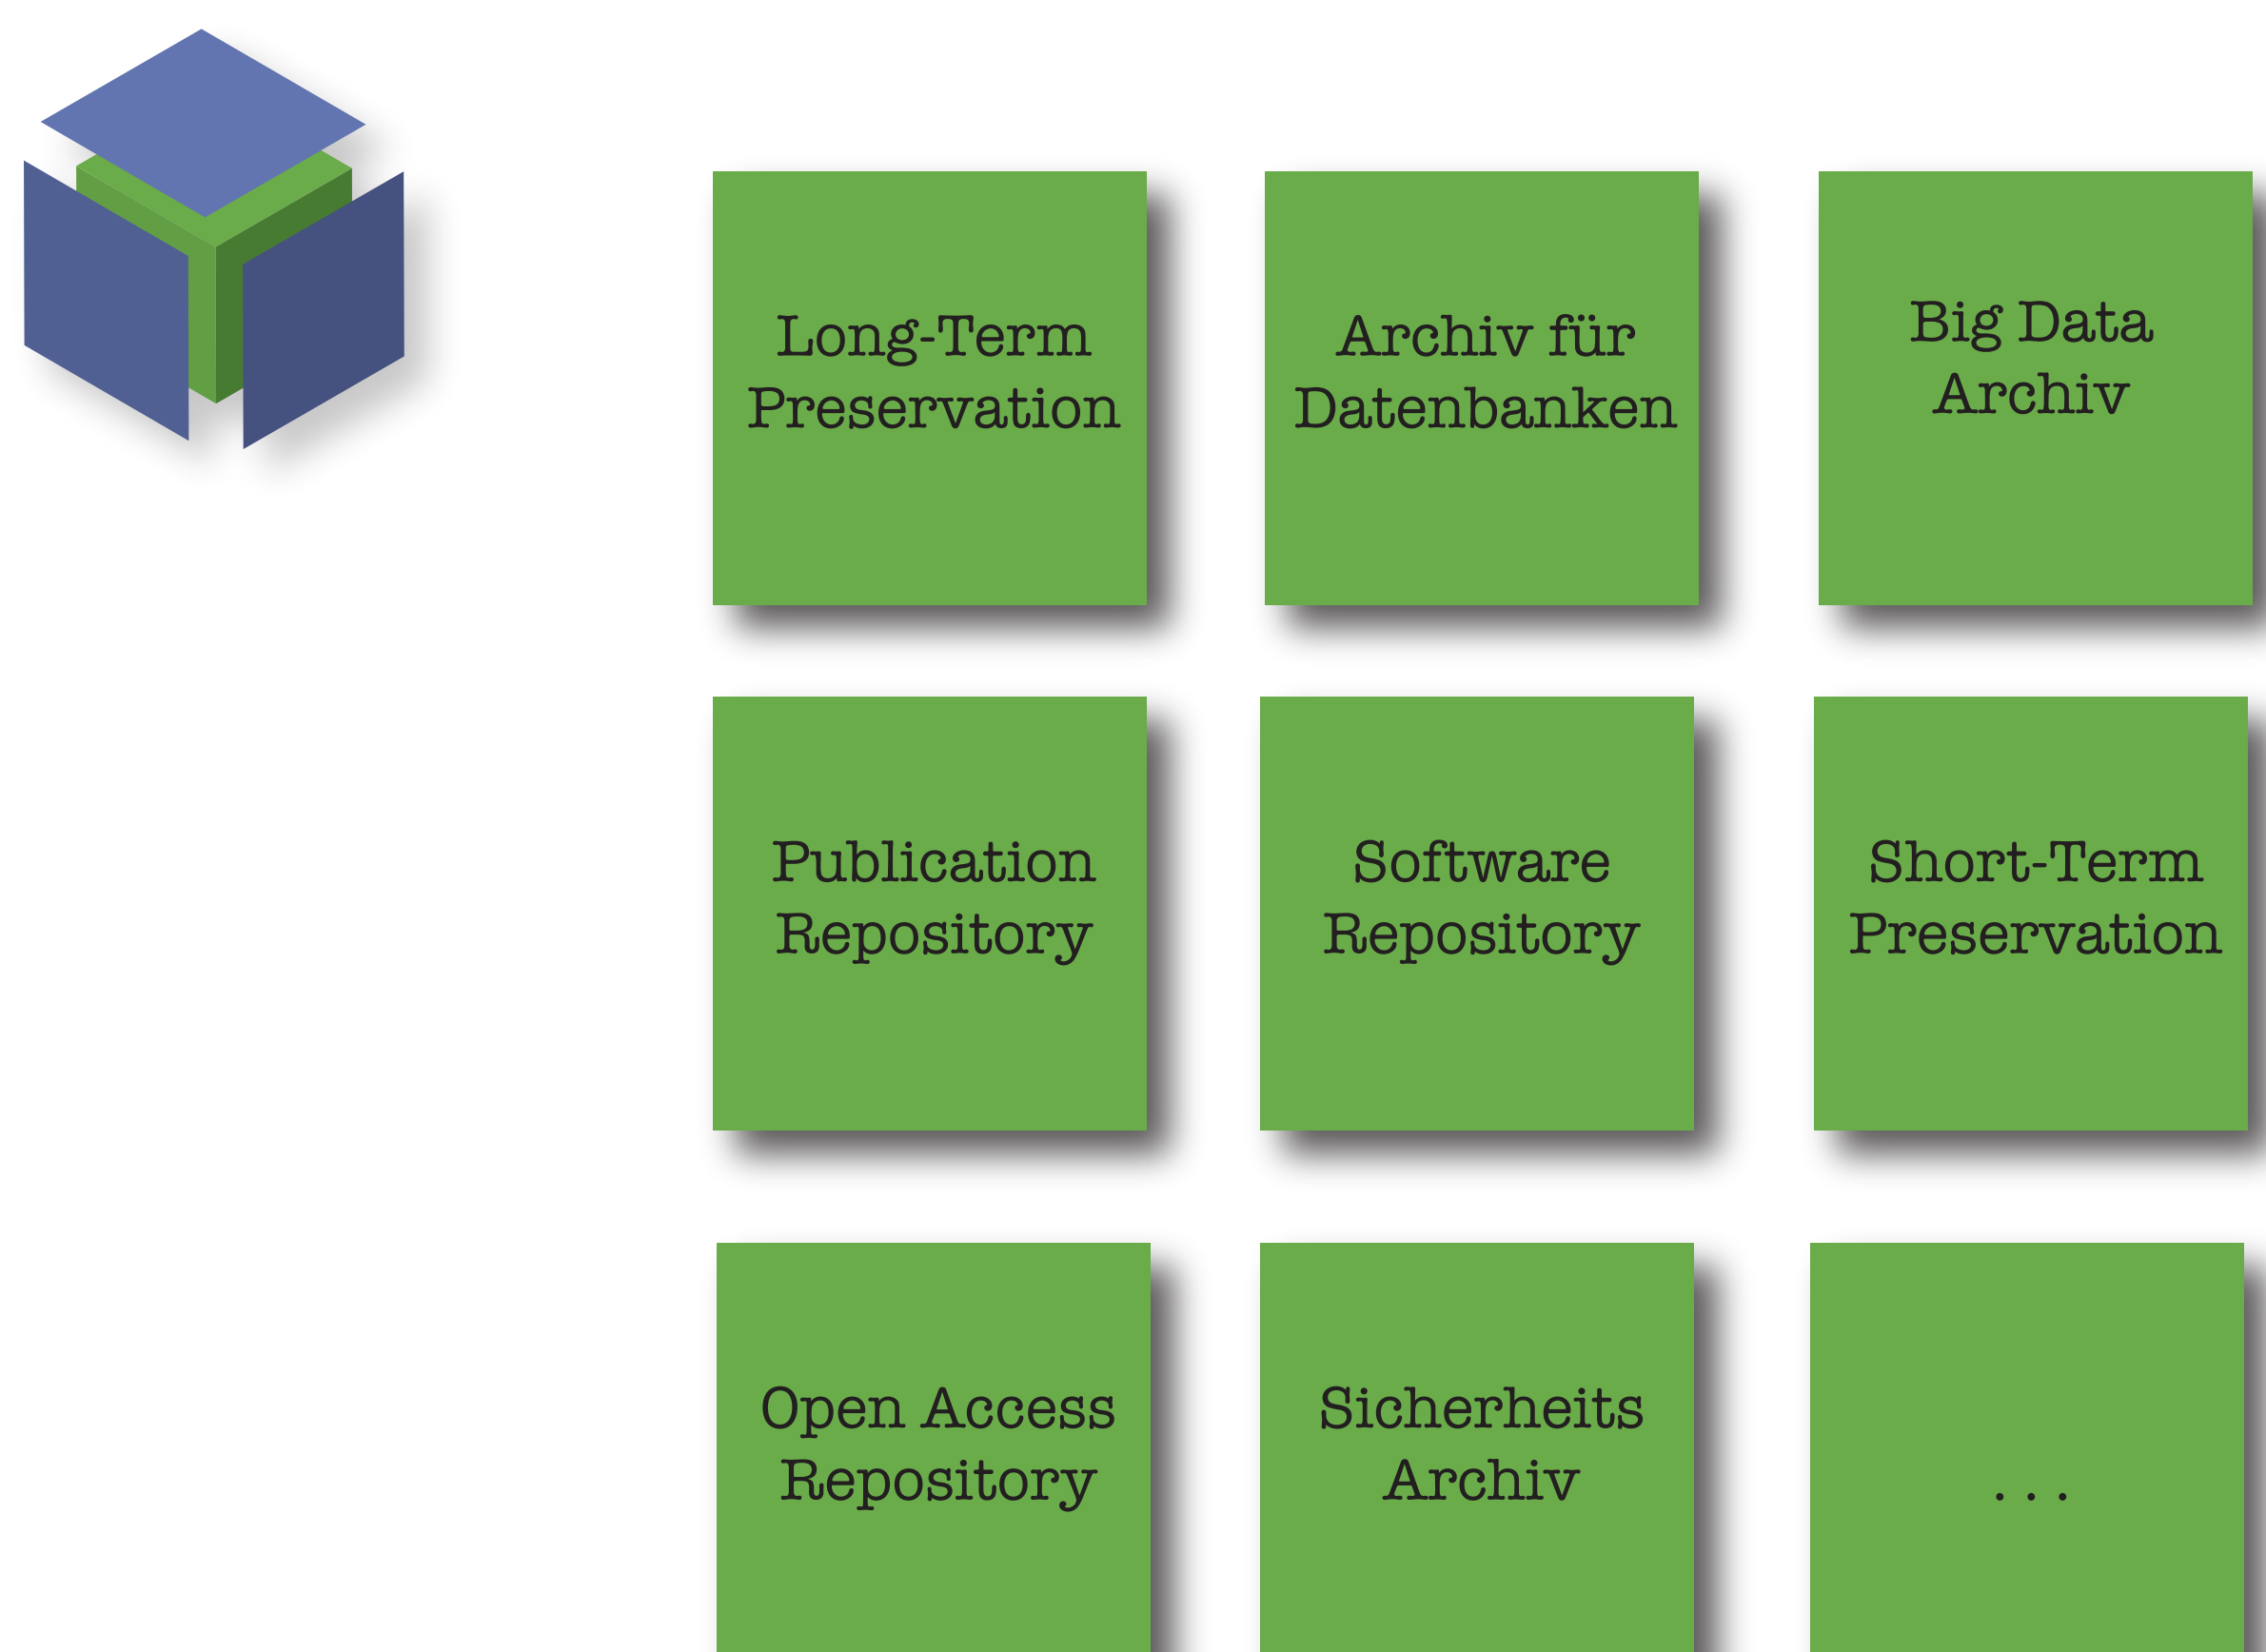 Long-Term
Preservation
Archiv für
Datenbanken
Big Data
Archiv
Publication
Repository
Software
Repository
Short-Term
Preservation
Open Access
Repository
Sicherheits
Archiv
...